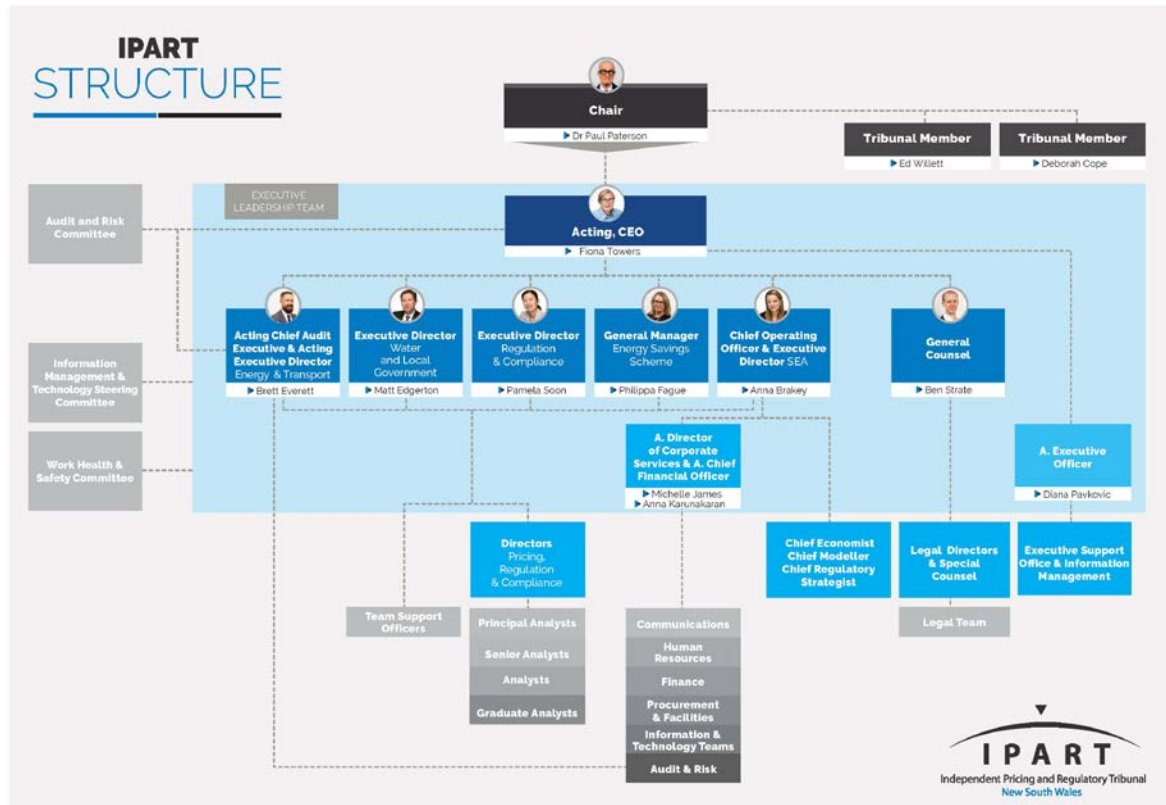 IPART
STRUCTURE
Chair
Dr Paul Paterson
Tribunal Member
Ed Willett
Tribunal Member
Deborah Cope
EXECUTIVE
LEADERSHIP TEAM
Audit and Risk
Committee
Acting, CEO
Fiona Towers
Acting Chief Audit
Executive & Acting
Executive Director
Energy & Transport
Brett Everett
Executive Director
Water
and Local
Government
Matt Edgerton
Executive Director
Regulation
& Compliance
Pamela Soon
General Manager
Energy Savings
Scheme
Philippa Fague
Chief Operating
Officer & Executive
Director SEA
Anna Brakey
General
Counsel
Ben Strate
Information
Management &
Technology Steering
Committee
Work Health &
Safety Committee
A. Director
of Corporate
Services & A. Chief
Financial Officer
Michelle James
Anna Karunakaran
A. Executive
Officer
Diana Pavkovic
Directors
Pricing,
Regulation
& Compliance
Chief Economist
Chief Modeller
Chief Regulatory
Strategist
Legal Directors
& Special
Counsel
Executive Support
Office & Information
Management
Team Support
Officers
Principal Analysts
Senior Analysts
Analysts
Graduate Analysts
Communications
Human
Resources
Finance
Procurement
& Facilities
Information &
Technology Teams
Audit & Risk
Legal Team
IPART
Independent Pricing and Regulatory Tribunal
New South Wales